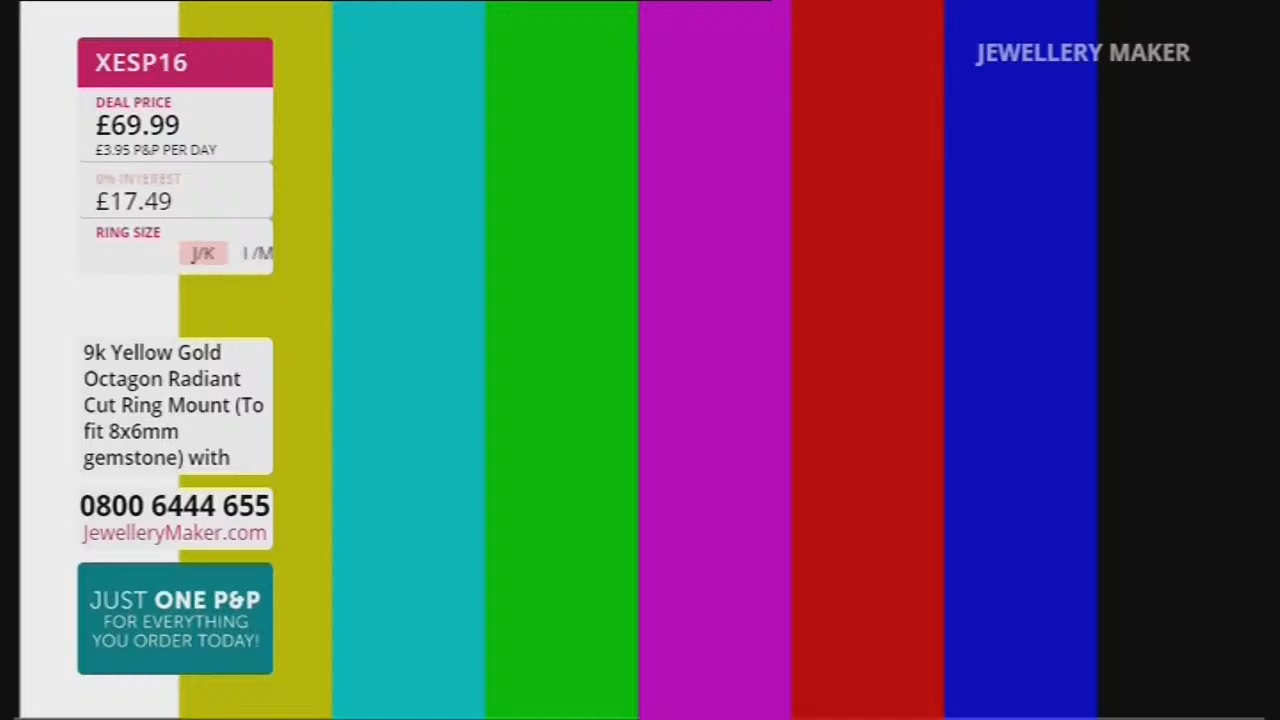 XESP16
JEWELLERY MAKER
DEAL PRICE
£69.99
£3.95 P&P PER DAY
0% INTEREST
£17.49
RING SIZE
J/K
9k Yellow Gold
Octagon Radiant
Cut Ring Mount (To
fit 8x6mm
gemstone) with
0800 6444 655
JewelleryMaker.com
JUST ONE P&P
FOR EVERYTHING
YOU ORDER TODAY!